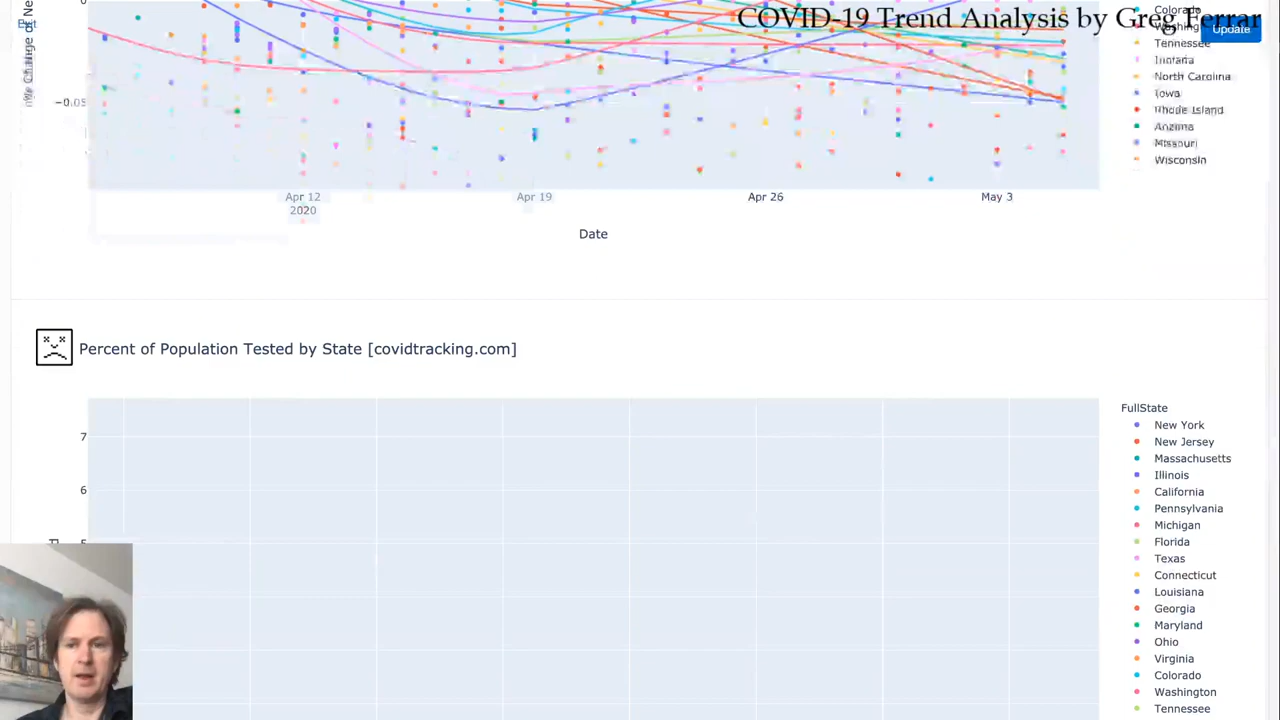 COVID-19 Trend Analysis by Greg Ferrar
Exit
Update
0
Colorado
Tennessee
Indiana
North Carolina
Iowa
Rhode Island
Arizona
Missouri
Wisconsin
Apr 12
2020
Apr 19
Apr 26
May 3
Date
Percent of Population Tested by State [covidtracking.com]
7
6
5
FullState
New York
New Jersey
Massachusetts
Illinois
California
Pennsylvania
Michigan
Florida
Texas
Connecticut
Louisiana
Georgia
Maryland
Ohio
Virginia
Colorado
Washington
Tennessee